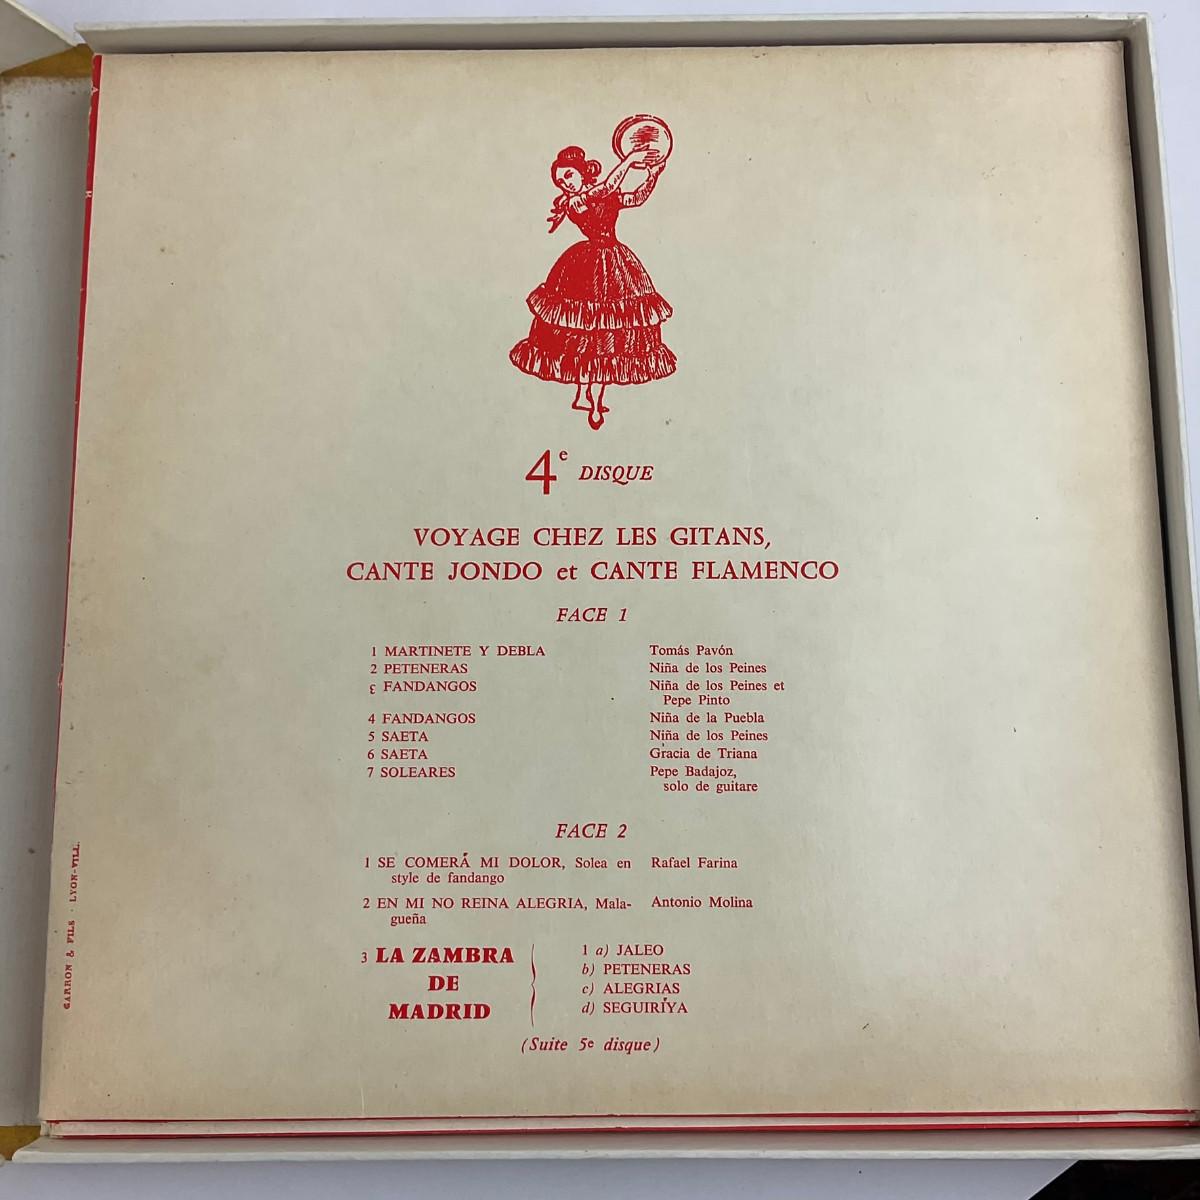 4e DISQUE
VOYAGE CHEZ LES GITANS,
CANTE JONDO et CANTE FLAMENCO
FACE 1
1 MARTINETE Y DEBLA Tomás Pavón
2 PETENERAS Niña de los Peines
3 FANDANGOS Niña de los Peines et
Pepe Pinto
4 FANDANGOS Niña de la Puebla
5 SAETA Niña de los Peines
6 SAETA Gracia de Triana
7 SOLEARES Pepe Badajoz,
solo de guitare
FACE 2
1 SE COMERÁ MI DOLOR, Solea en Rafael Farina
style de fandango
2 EN MI NO REINA ALEGRIA, Mala- Antonio Molina
gueña
3 LA ZAMBRA 1 a) JALEO
b) PETENERAS
DE c) ALEGRIAS
MADRID d) SEGUIRÍYA
(Suite 5e disque)
GARRON & FILS · LYON-VILL.